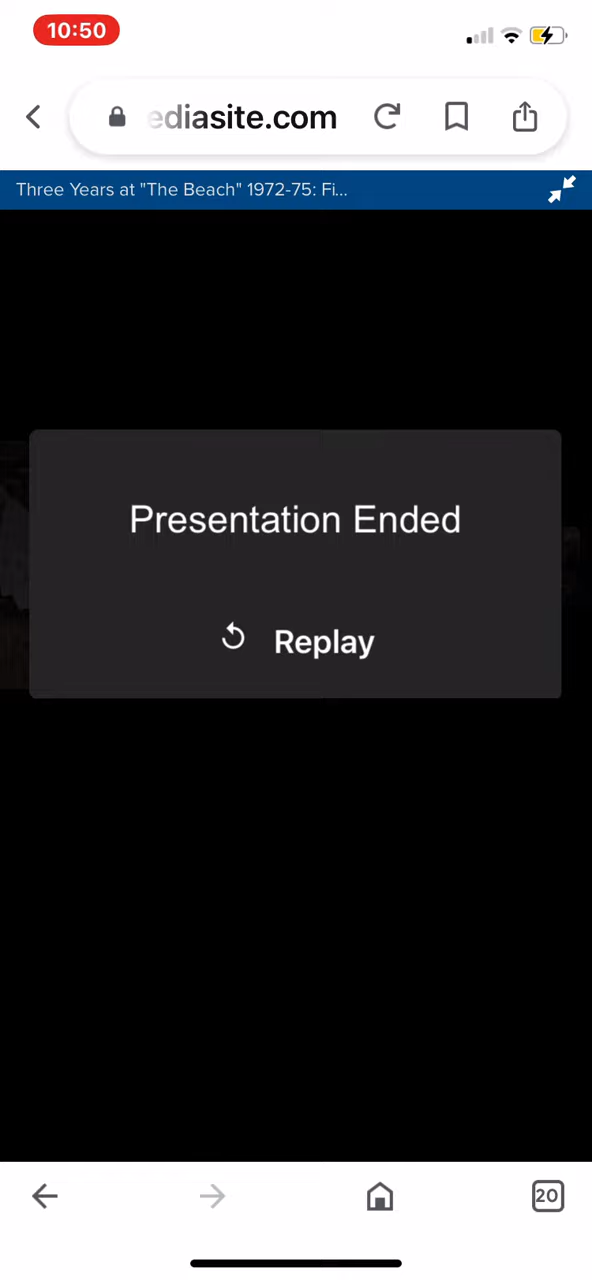 10:50
ediasite.com
Three Years at "The Beach" 1972-75: Fi...
Presentation Ended
Replay
20